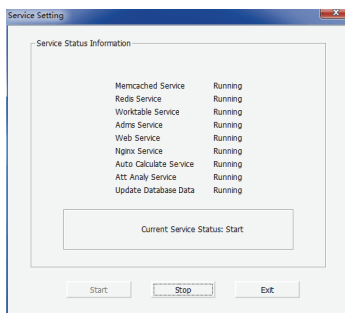 Service Setting
Service Status Information
Memcached Service Running
Redis Service Running
Worktable Service Running
Adms Service Running
Web Service Running
Nginx Service Running
Auto Calculate Service Running
Att Analy Service Running
Update Database Data Running
Current Service Status: Start
Start Stop Exit